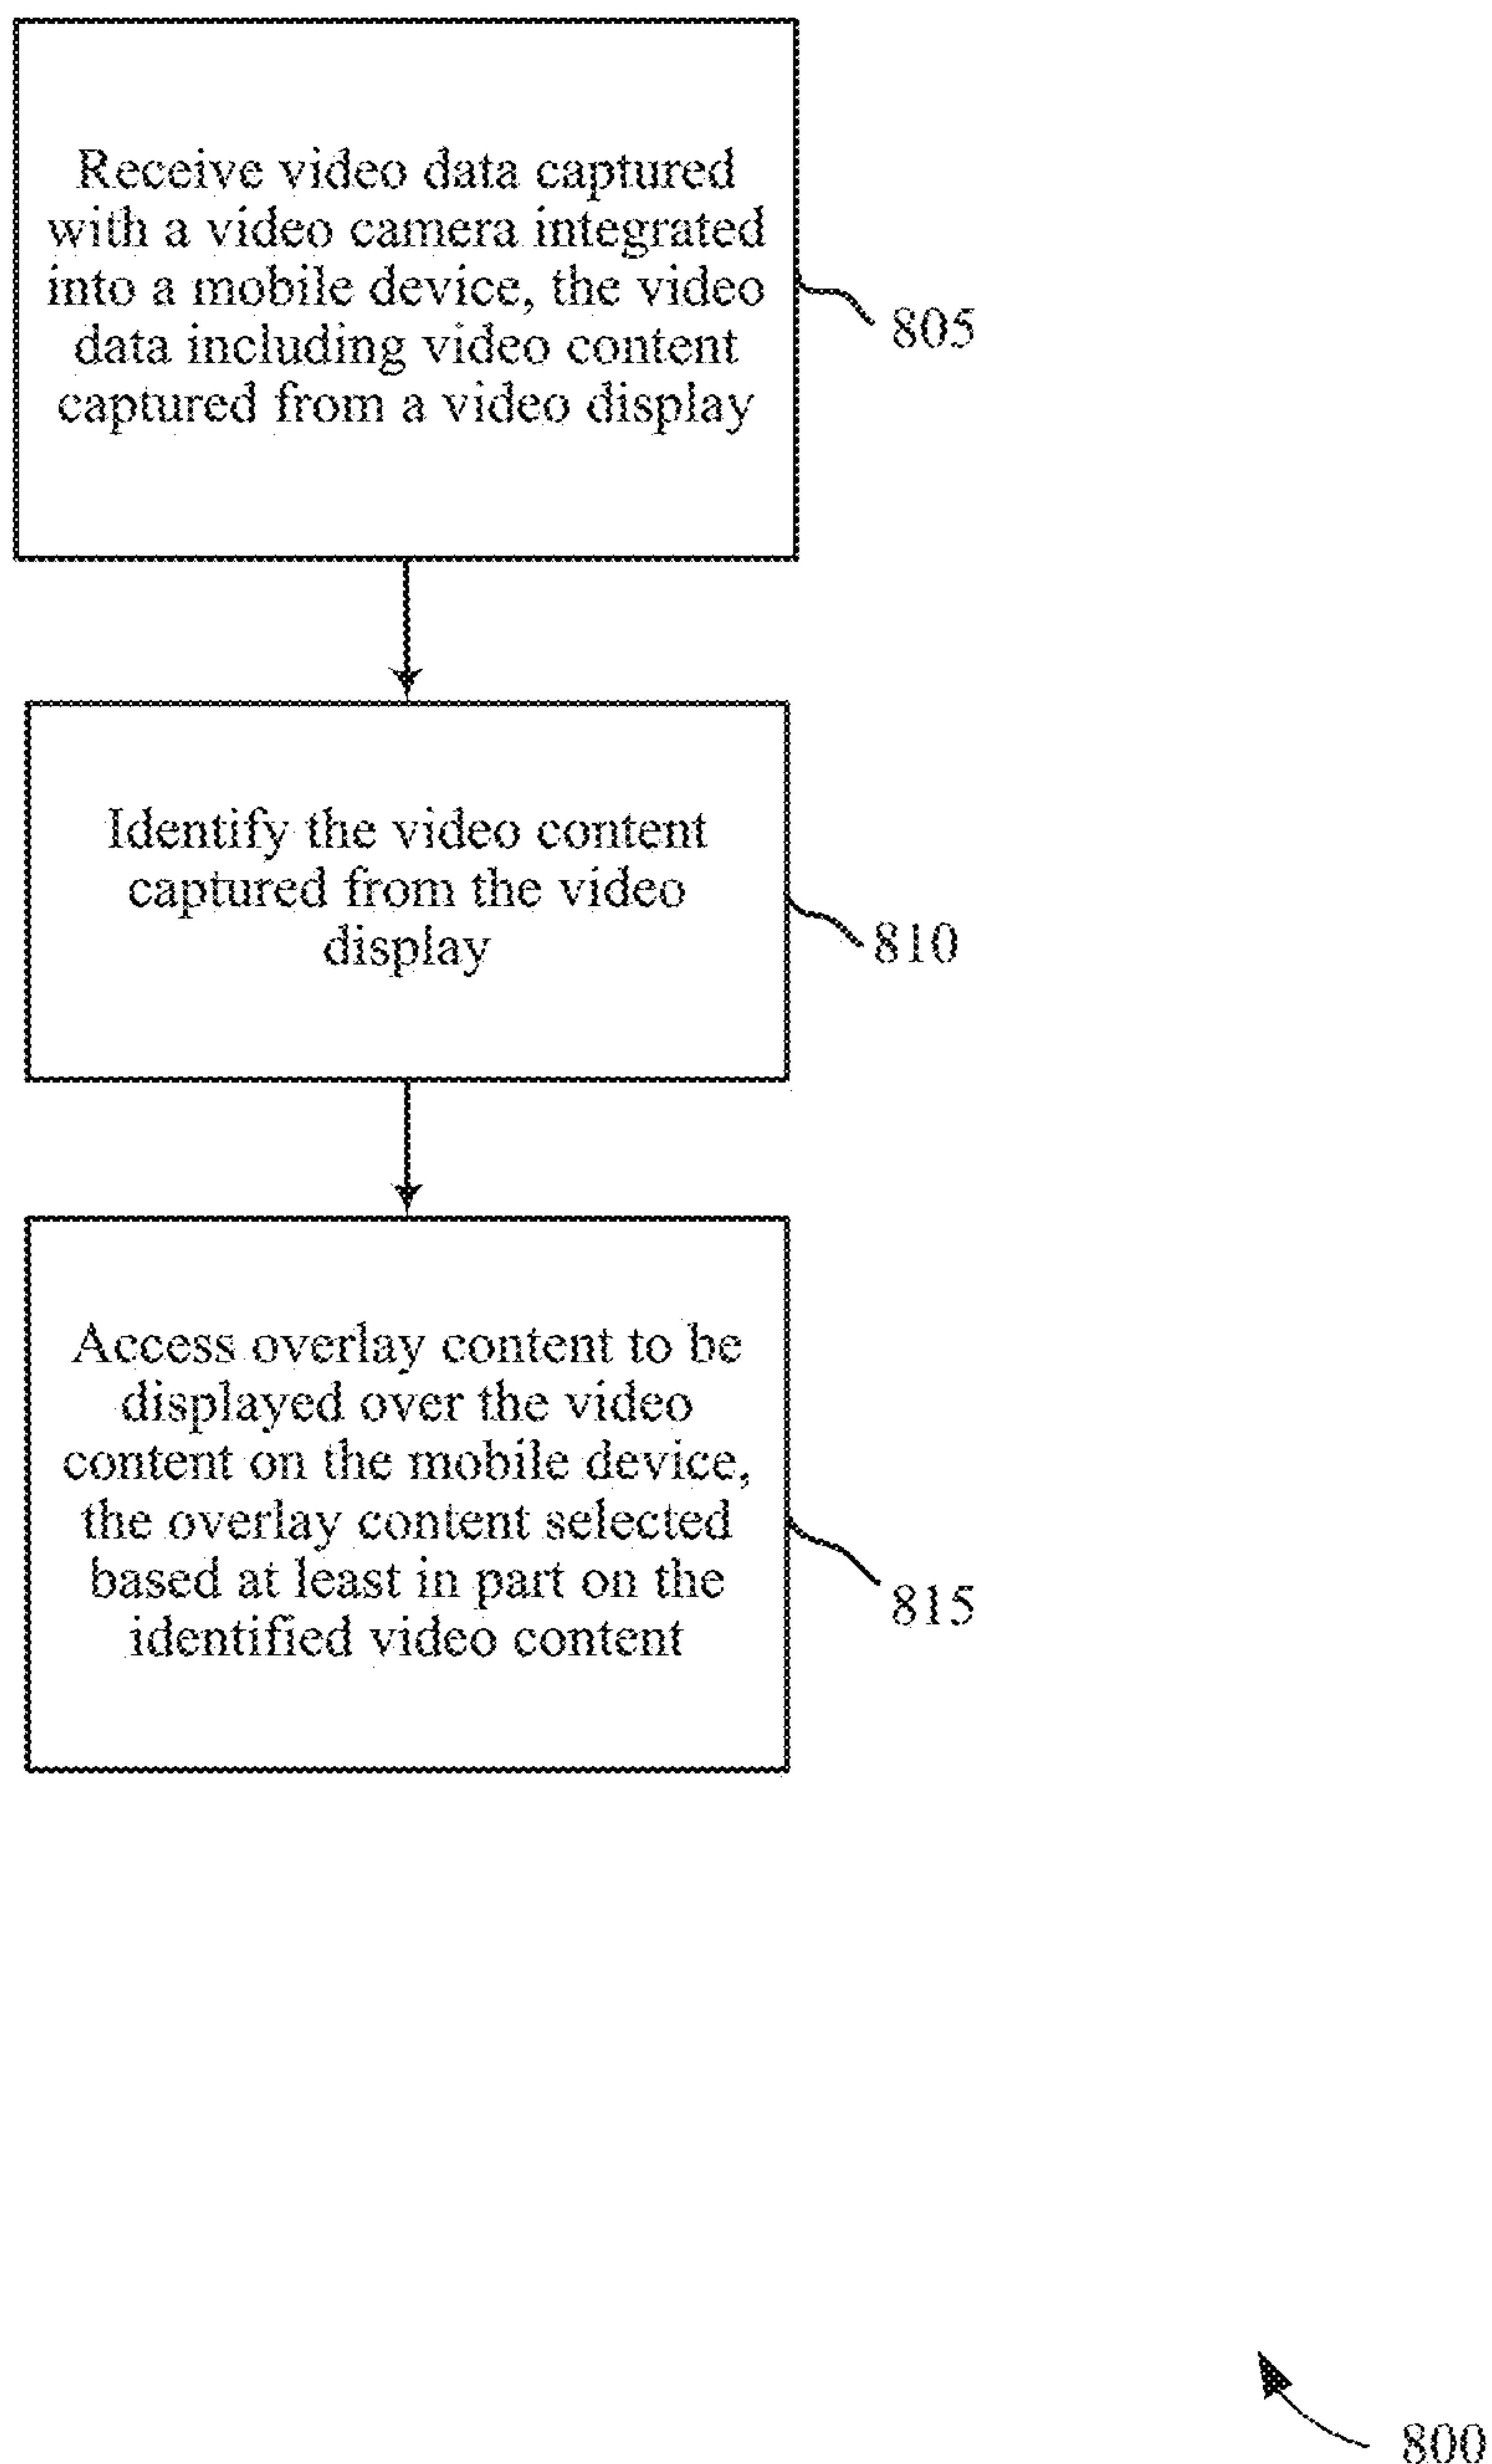 Receive video data captured
with a video camera integrated
into a mobile device, the video
data including video content
captured from a video display
805
Identify the video content
captured from the video
display
810
Access overlay content to be
displayed over the video
content on the mobile device,
the overlay content selected
based at least in part on the
identified video content
815
800